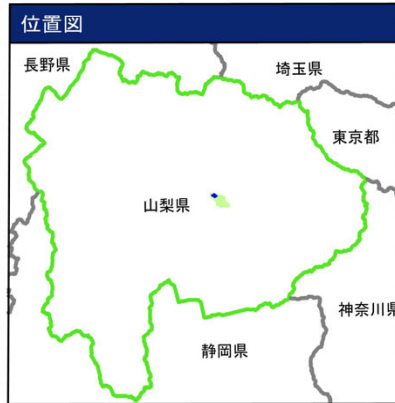 位置図
長野県
埼玉県
東京都
山梨県
神奈川県
静岡県